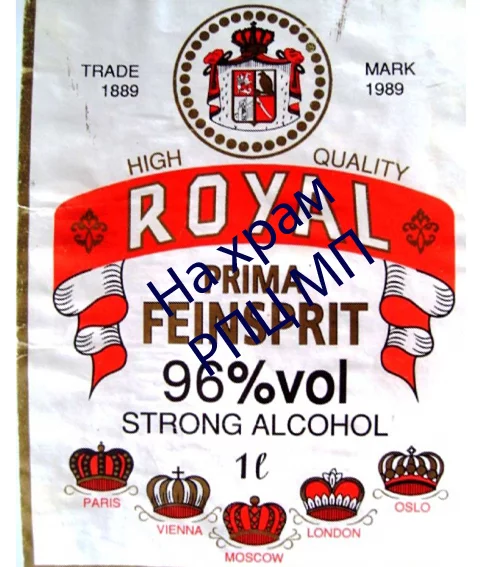 TRADE MARK
1889 1989
HIGH QUALITY
ROYAL
PRIMA
FEINSPRIT
96%vol
STRONG ALCOHOL
1ℓ
PARIS
VIENNA
MOSCOW
LONDON
OSLO
На храм
РПЦ МП